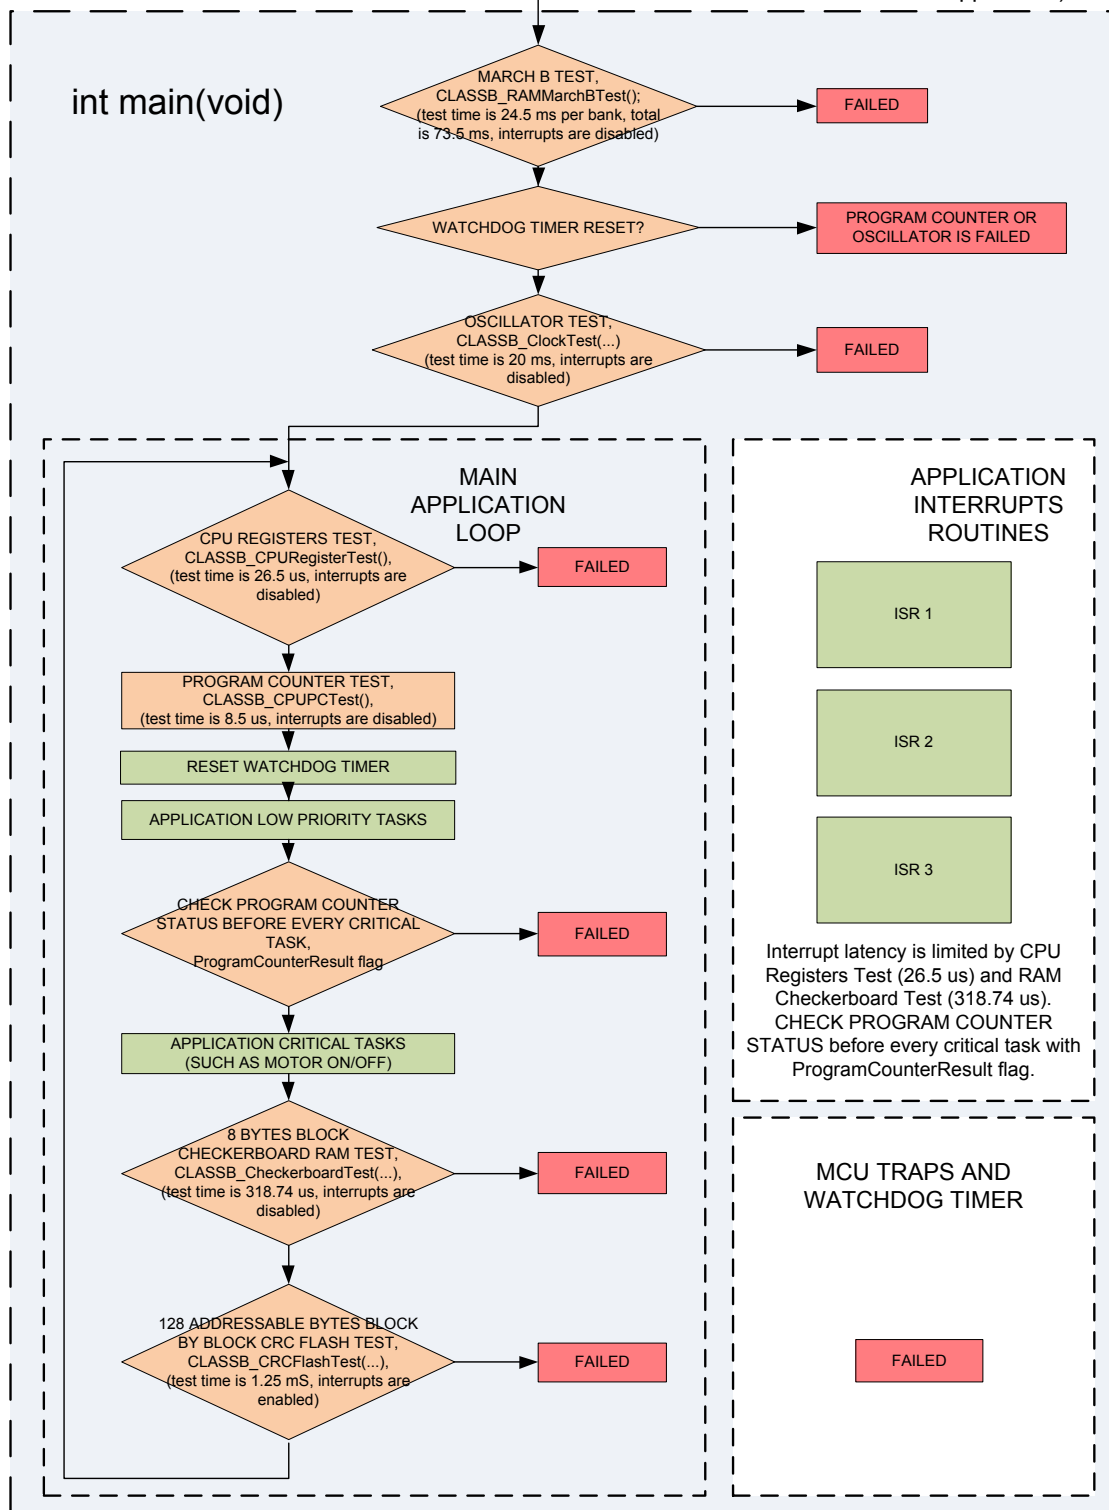 int main(void)
MARCH B TEST,
CLASSB_RAMMarchBTest();
(test time is 24.5 ms per bank, total
is 73.5 ms, interrupts are disabled)
FAILED
WATCHDOG TIMER RESET?
PROGRAM COUNTER OR
OSCILLATOR IS FAILED
OSCILLATOR TEST,
CLASSB_ClockTest(...)
(test time is 20 ms, interrupts are
disabled)
FAILED
MAIN
APPLICATION
LOOP
CPU REGISTERS TEST,
CLASSB_CPURegisterTest(),
(test time is 26.5 us, interrupts are
disabled)
FAILED
PROGRAM COUNTER TEST,
CLASSB_CPUPCTest(),
(test time is 8.5 us, interrupts are disabled)
RESET WATCHDOG TIMER
APPLICATION LOW PRIORITY TASKS
CHECK PROGRAM COUNTER
STATUS BEFORE EVERY CRITICAL
TASK,
ProgramCounterResult flag
FAILED
APPLICATION CRITICAL TASKS
(SUCH AS MOTOR ON/OFF)
8 BYTES BLOCK
CHECKERBOARD RAM TEST,
CLASSB_CheckerboardTest(...),
(test time is 318.74 us, interrupts are
disabled)
FAILED
128 ADDRESSABLE BYTES BLOCK
BY BLOCK CRC FLASH TEST,
CLASSB_CRCFlashTest(...),
(test time is 1.25 mS, interrupts are
enabled)
FAILED
APPLICATION
INTERRUPTS
ROUTINES
ISR 1
ISR 2
ISR 3
Interrupt latency is limited by CPU
Registers Test (26.5 us) and RAM
Checkerboard Test (318.74 us).
CHECK PROGRAM COUNTER
STATUS before every critical task with
ProgramCounterResult flag.
MCU TRAPS AND
WATCHDOG TIMER
FAILED